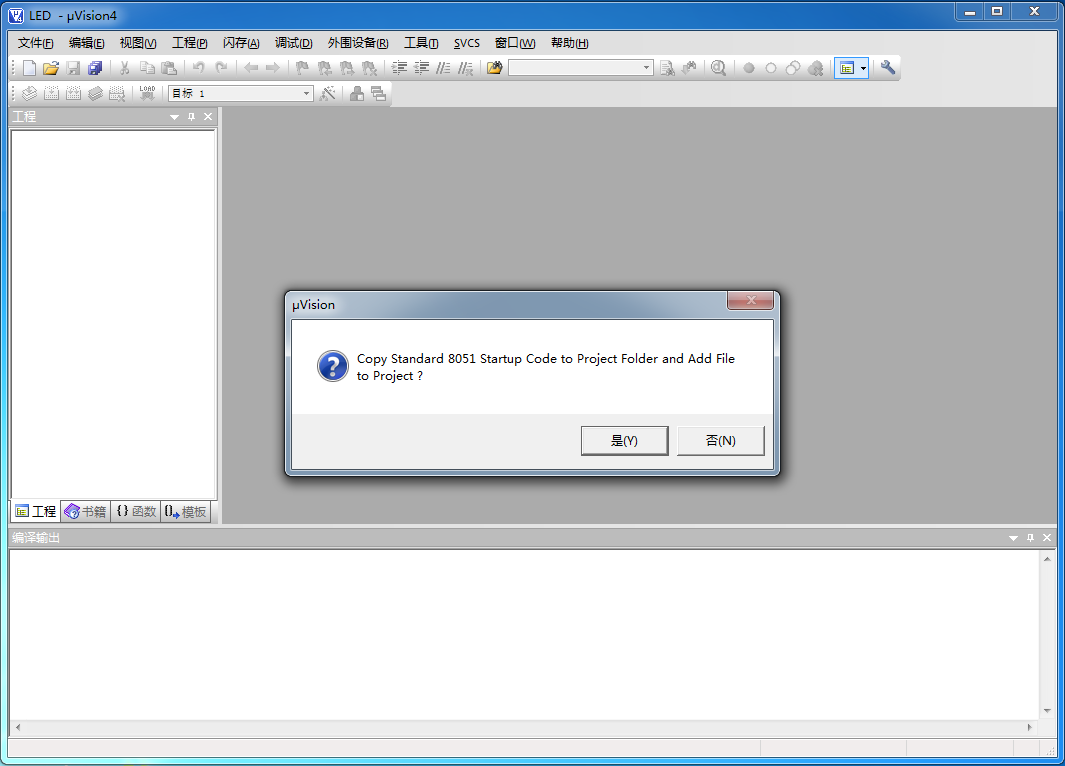 LED - µVision4
文件(F) 编辑(E) 视图(V) 工程(P) 闪存(A) 调试(D) 外围设备(R) 工具(T) SVCS 窗口(W) 帮助(H)
LOAD 目标 1
工程
µVision
Copy Standard 8051 Startup Code to Project Folder and Add File
to Project ?
是(Y) 否(N)
工程 书籍 {} 函数 0 模板
编译输出